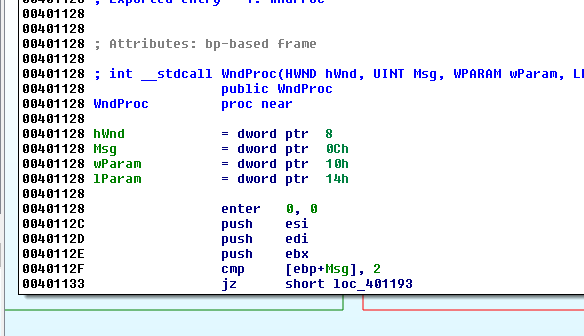 00401128 ; Exported entry 1. WndProc
00401128
00401128
00401128 ; Attributes: bp-based frame
00401128
00401128 ; int __stdcall WndProc(HWND hWnd, UINT Msg, WPARAM wParam,
00401128 public WndProc
00401128 WndProc proc near
00401128
00401128 hWnd = dword ptr 8
00401128 Msg = dword ptr 0Ch
00401128 wParam = dword ptr 10h
00401128 lParam = dword ptr 14h
00401128
00401128 enter 0, 0
0040112C push esi
0040112D push edi
0040112E push ebx
0040112F cmp [ebp+Msg], 2
00401133 jz short loc_401193